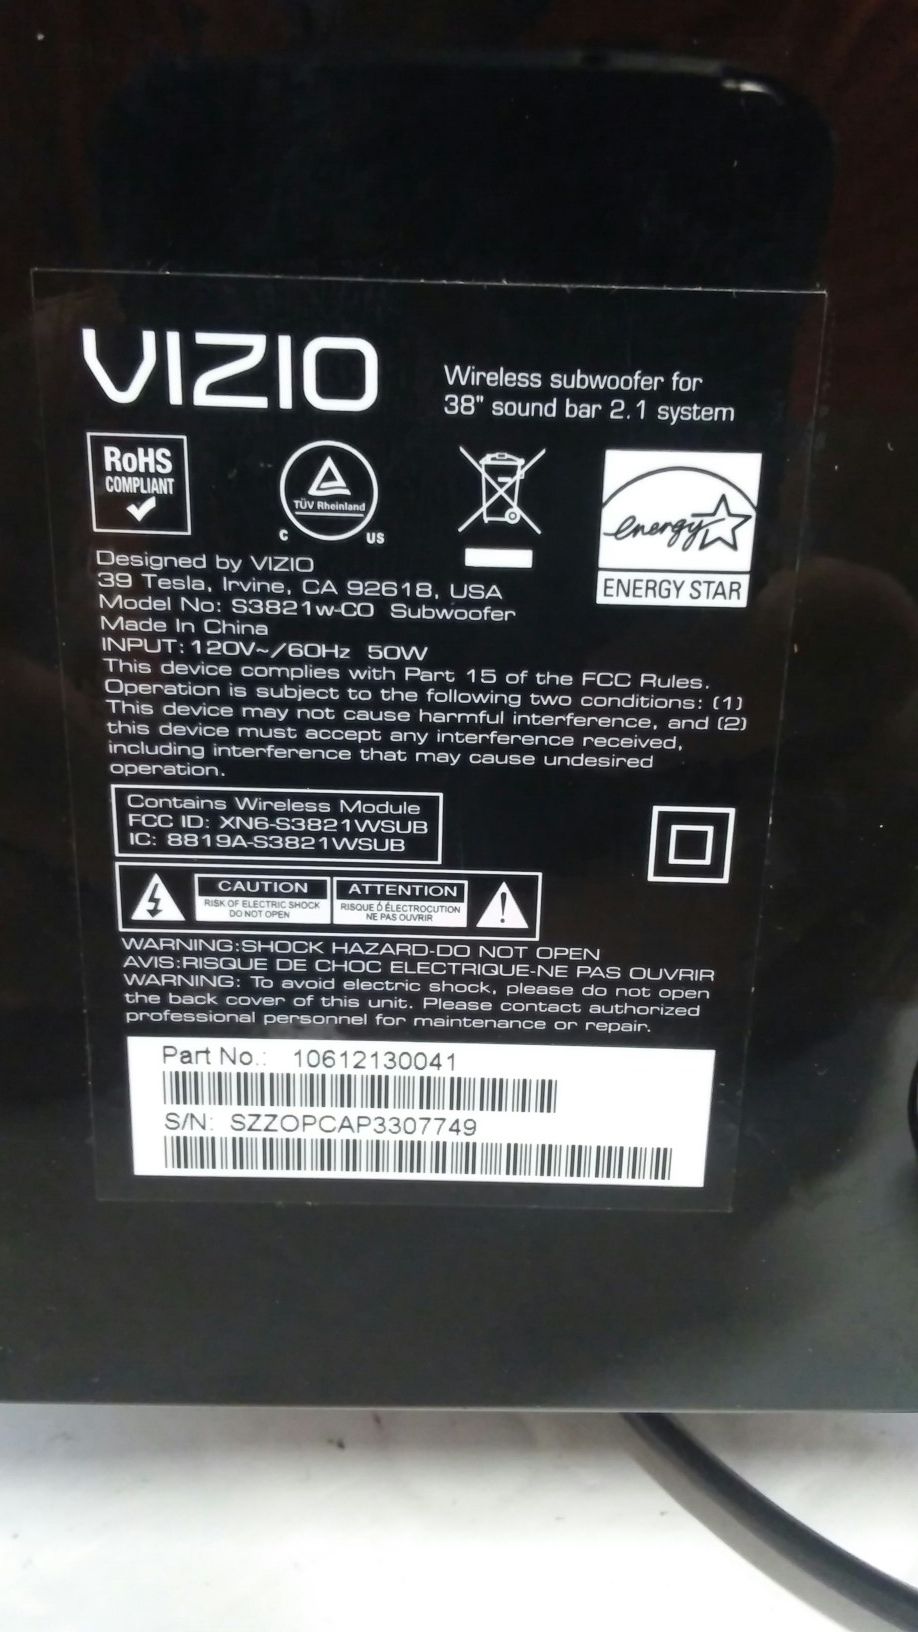 VIZIO
Wireless subwoofer for
38" sound bar 2.1 system
RoHS
COMPLIANT
TÜV Rheinland
C US
energy
ENERGY STAR
Designed by VIZIO
39 Tesla, Irvine, CA 92618, USA
Model No: S3821w-C0 Subwoofer
Made In China
INPUT: 120V~/60Hz 50W
This device complies with Part 15 of the FCC Rules.
Operation is subject to the following two conditions: (1)
This device may not cause harmful interference, and (2)
this device must accept any interference received,
including interference that may cause undesired
operation.
Contains Wireless Module
FCC ID: XN6-S3821WSUB
IC: 8819A-S3821WSUB
CAUTION
RISK OF ELECTRIC SHOCK
DO NOT OPEN
ATTENTION
RISQUE D ÉLECTROCUTION
NE PAS OUVRIR
WARNING:SHOCK HAZARD-DO NOT OPEN
AVIS:RISQUE DE CHOC ELECTRIQUE-NE PAS OUVRIR
WARNING: To avoid electric shock, please do not open
the back cover of this unit. Please contact authorized
professional personnel for maintenance or repair.
Part No.: 10612130041
S/N: SZZOPCAP3307749